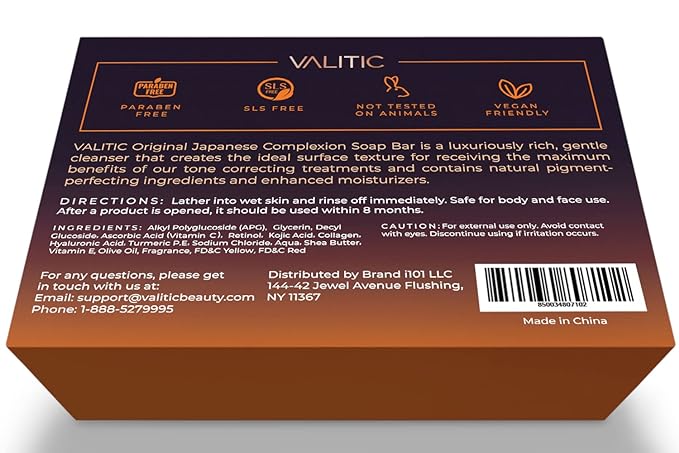 VALITIC
PARABEN
FREE
SLS
FREE
PARABEN
FREE
SLS FREE
NOT TESTED
ON ANIMALS
VEGAN
FRIENDLY
VALITIC Original Japanese Complexion Soap Bar is a luxuriously rich, gentle
cleanser that creates the ideal surface texture for receiving the maximum
benefits of our tone correcting treatments and contains natural pigment-
perfecting ingredients and enhanced moisturizers.
DIRECTIONS: Lather into wet skin and rinse off immediately. Safe for body and face use.
After a product is opened, it should be used within 8 months.
INGREDIENTS: Alkyl Polyglucoside (APG), Glycerin, Decyl
Glucoside, Ascorbic Acid (Vitamin C), Retinol, Kojic Acid, Collagen,
Hyaluronic Acid, Turmeric P.E, Sodium Chloride, Aqua, Shea Butter,
Vitamin E, Olive Oil, Fragrance, FD&C Yellow, FD&C Red
CAUTION: For external use only. Avoid contact
with eyes. Discontinue using if irritation occurs.
For any questions, please get
in touch with us at:
Email: support@valiticbeauty.com
Phone: 1-888-5279995
Distributed by Brand i101 LLC
144-42 Jewel Avenue Flushing,
NY 11367
850034807102
Made in China